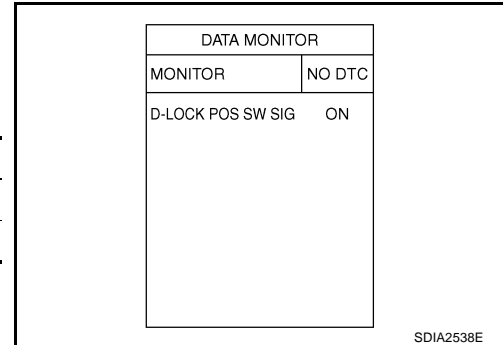 DATA MONITOR
MONITOR NO DTC
D-LOCK POS SW SIG ON
SDIA2538E